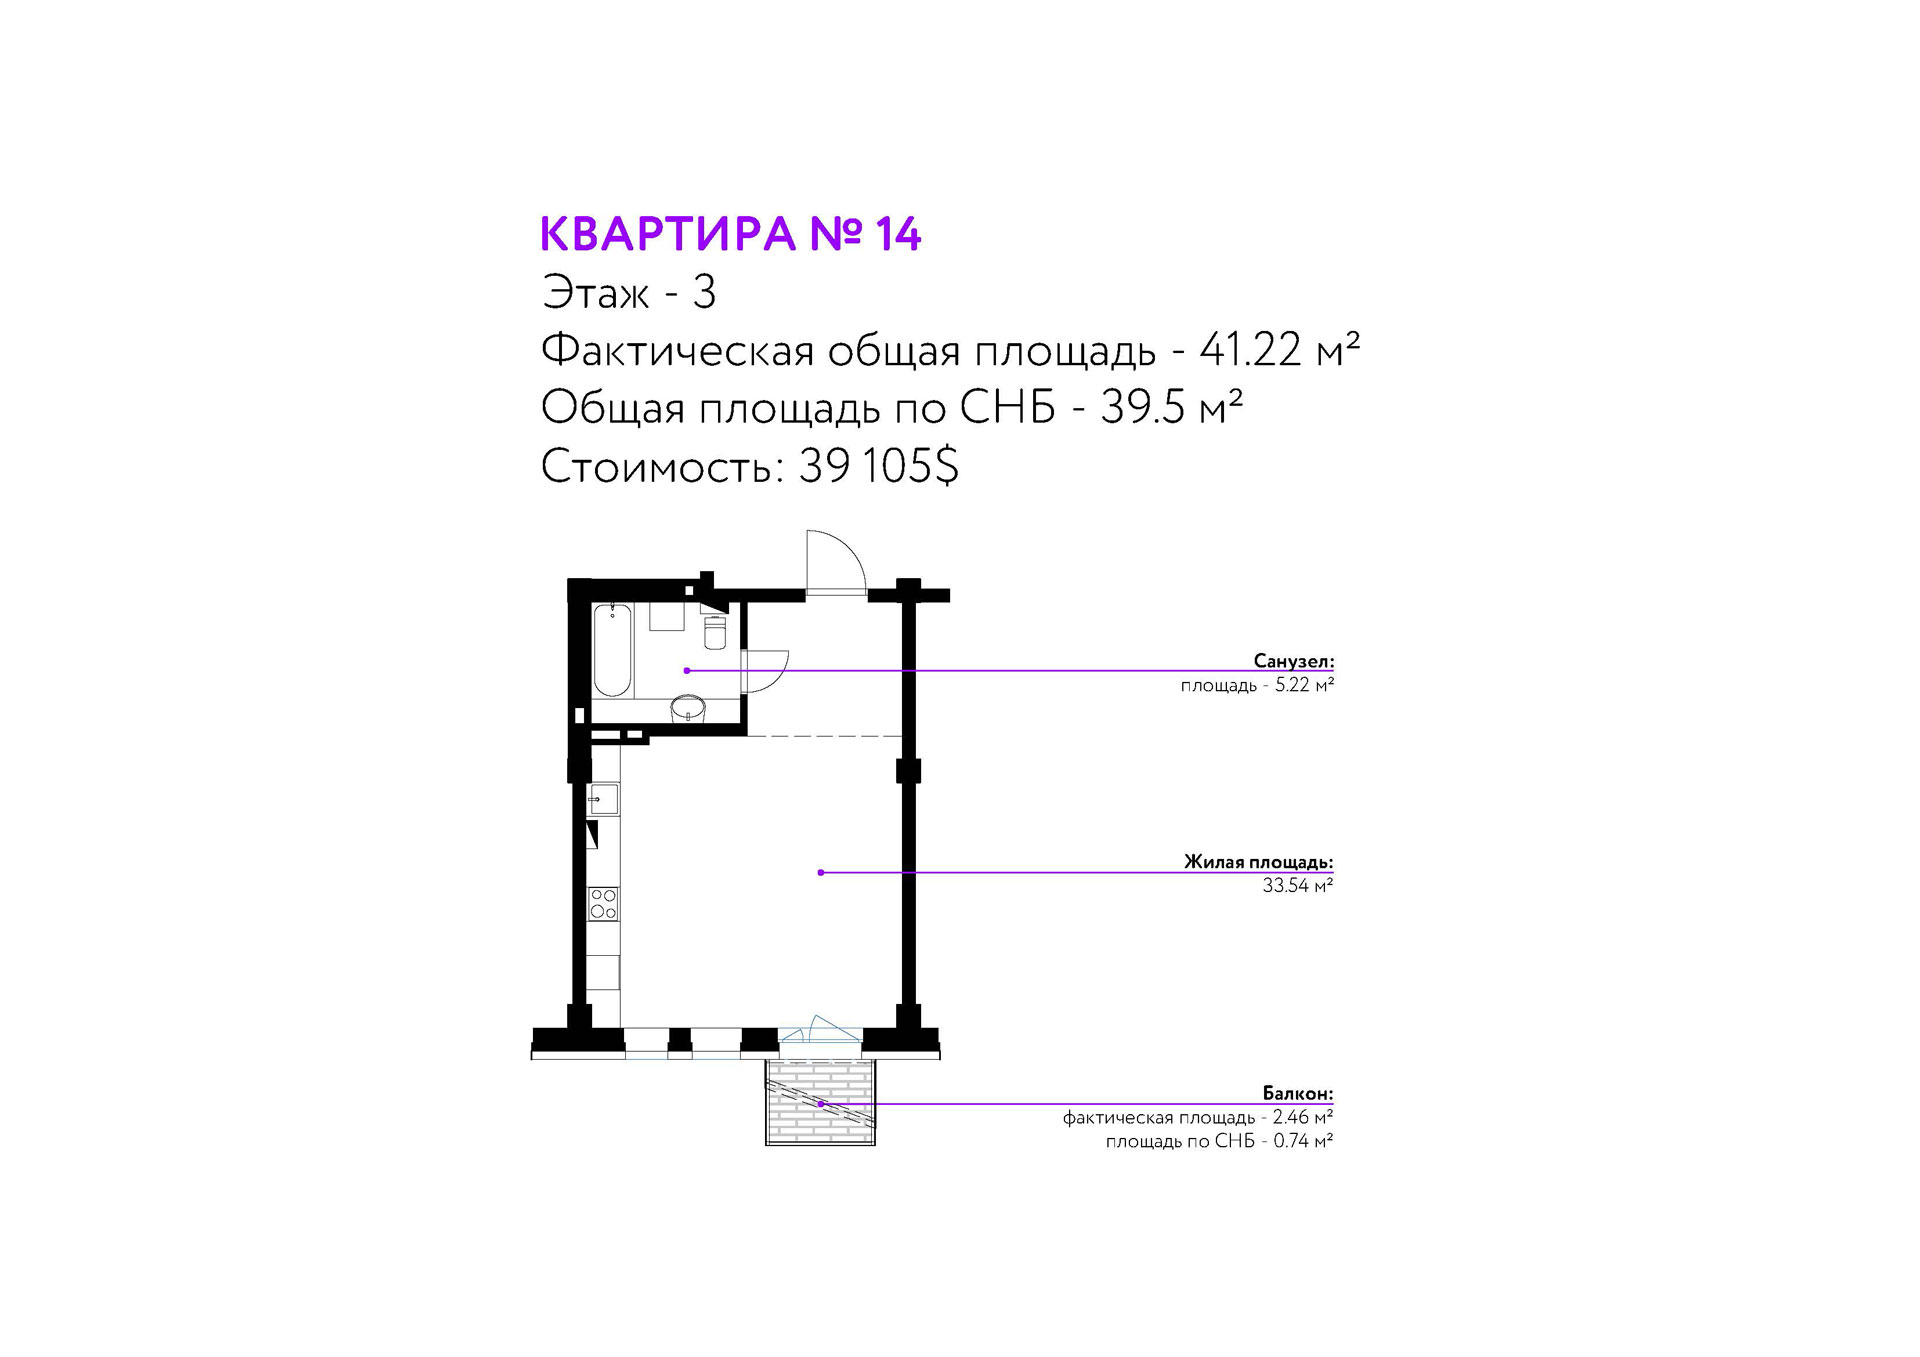 КВАРТИРА № 14
Этаж - 3
Фактическая общая площадь - 41.22 м²
Общая площадь по СНБ - 39.5 м²
Стоимость: 39 105$
Санузел:
площадь - 5.22 м²
Жилая площадь:
33.54 м²
Балкон:
фактическая площадь - 2.46 м²
площадь по СНБ - 0.74 м²